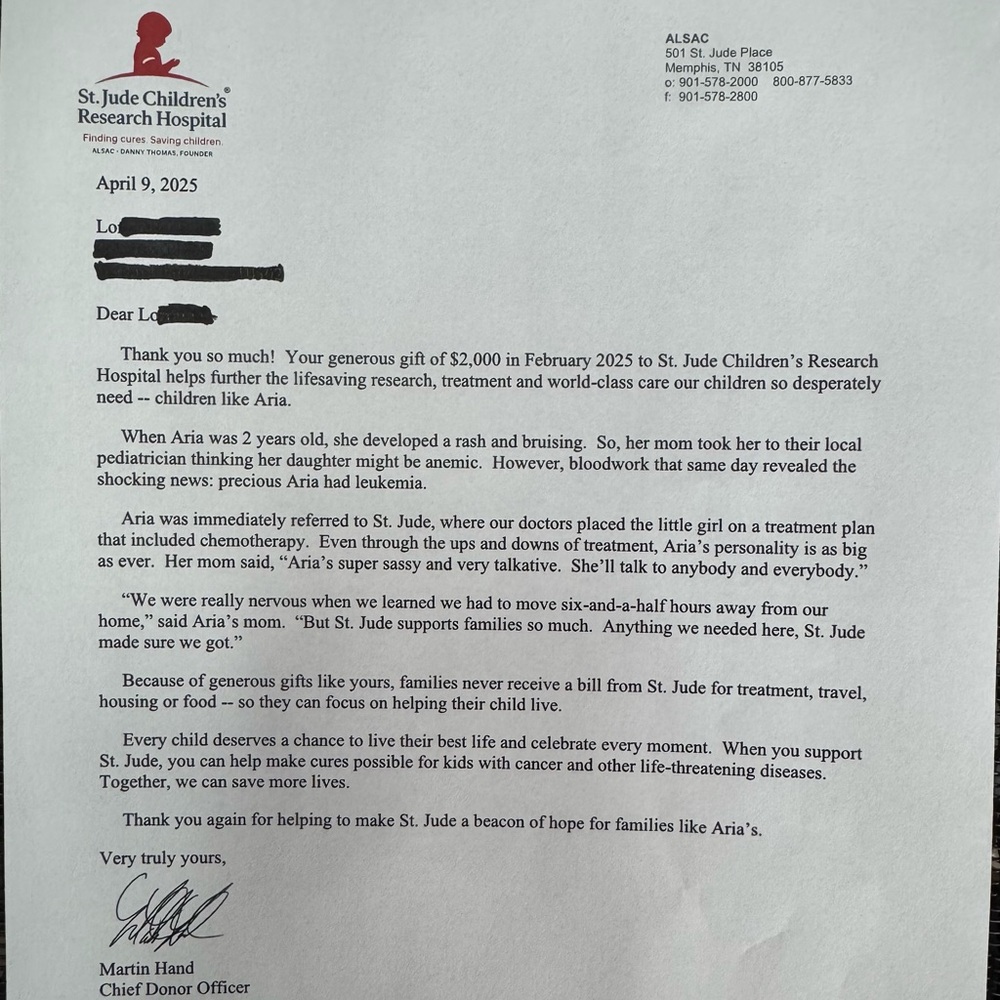 St. Jude Children's®
Research Hospital
Finding cures. Saving children.
ALSAC · DANNY THOMAS, FOUNDER
ALSAC
501 St. Jude Place
Memphis, TN 38105
o: 901-578-2000 800-877-5833
f: 901-578-2800
April 9, 2025
Dear
Thank you so much! Your generous gift of $2,000 in February 2025 to St. Jude Children's Research
Hospital helps further the lifesaving research, treatment and world-class care our children so desperately
need -- children like Aria.
When Aria was 2 years old, she developed a rash and bruising. So, her mom took her to their local
pediatrician thinking her daughter might be anemic. However, bloodwork that same day revealed the
shocking news: precious Aria had leukemia.
Aria was immediately referred to St. Jude, where our doctors placed the little girl on a treatment plan
that included chemotherapy. Even through the ups and downs of treatment, Aria's personality is as big
as ever. Her mom said, “Aria's super sassy and very talkative. She'll talk to anybody and everybody.”
“We were really nervous when we learned we had to move six-and-a-half hours away from our
home,” said Aria's mom. “But St. Jude supports families so much. Anything we needed here, St. Jude
made sure we got.”
Because of generous gifts like yours, families never receive a bill from St. Jude for treatment, travel,
housing or food -- so they can focus on helping their child live.
Every child deserves a chance to live their best life and celebrate every moment. When you support
St. Jude, you can help make cures possible for kids with cancer and other life-threatening diseases.
Together, we can save more lives.
Thank you again for helping to make St. Jude a beacon of hope for families like Aria's.
Very truly yours,
Martin Hand
Chief Donor Officer